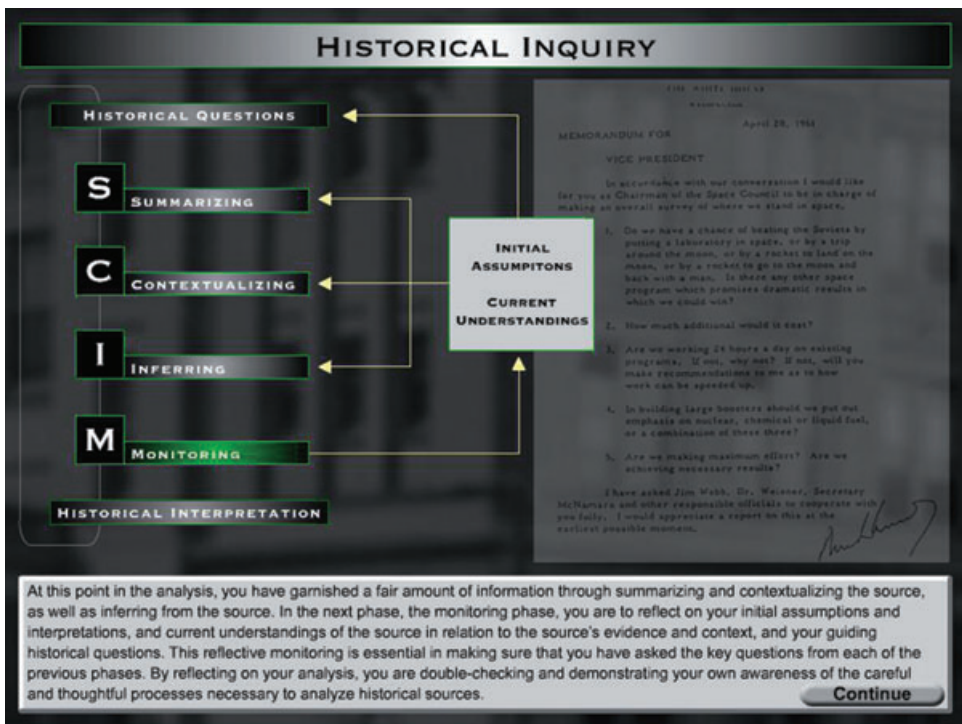 HISTORICAL INQUIRY
HISTORICAL QUESTIONS
S SUMMARIZING
C CONTEXTUALIZING
I INFERRING
M MONITORING
HISTORICAL INTERPRETATION
INITIAL
ASSUMPITONS
CURRENT
UNDERSTANDINGS
THE WHITE HOUSE
WASHINGTON
April 20, 1961
MEMORANDUM FOR
VICE PRESIDENT
In accordance with our conversation I would like
for you as Chairman of the Space Council to be in charge of
making an overall survey of where we stand in space.
1. Do we have a chance of beating the Soviets by
putting a laboratory in space, or by a trip
around the moon, or by a rocket to land on the
moon, or by a rocket to go to the moon and
back with a man. Is there any other space
program which promises dramatic results in
which we could win?
2. How much additional would it cost?
3. Are we working 24 hours a day on existing
programs. If not, why not? If not, will you
make recommendations to me as to how
work can be speeded up.
4. In building large boosters should we put out
emphasis on nuclear, chemical or liquid fuel,
or a combination of these three?
5. Are we making maximum effort? Are we
achieving necessary results?
I have asked Jim Webb, Dr. Weisner, Secretary
McNamara and other responsible officials to cooperate with
you fully. I would appreciate a report on this at the
earliest possible moment.
At this point in the analysis, you have garnished a fair amount of information through summarizing and contextualizing the source,
as well as inferring from the source. In the next phase, the monitoring phase, you are to reflect on your initial assumptions and
interpretations, and current understandings of the source in relation to the source's evidence and context, and your guiding
historical questions. This reflective monitoring is essential in making sure that you have asked the key questions from each of the
previous phases. By reflecting on your analysis, you are double-checking and demonstrating your own awareness of the careful
and thoughtful processes necessary to analyze historical sources.
Continue